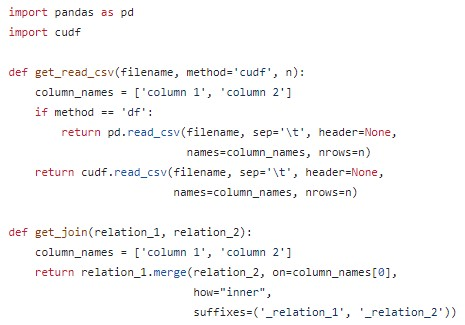 import pandas as pd
import cudf
def get_read_csv(filename, method='cudf', n):
    column_names = ['column 1', 'column 2']
    if method == 'df':
        return pd.read_csv(filename, sep='\t', header=None,
                           names=column_names, nrows=n)
    return cudf.read_csv(filename, sep='\t', header=None,
                         names=column_names, nrows=n)
def get_join(relation_1, relation_2):
    column_names = ['column 1', 'column 2']
    return relation_1.merge(relation_2, on=column_names[0],
                            how="inner",
                            suffixes=('_relation_1', '_relation_2'))